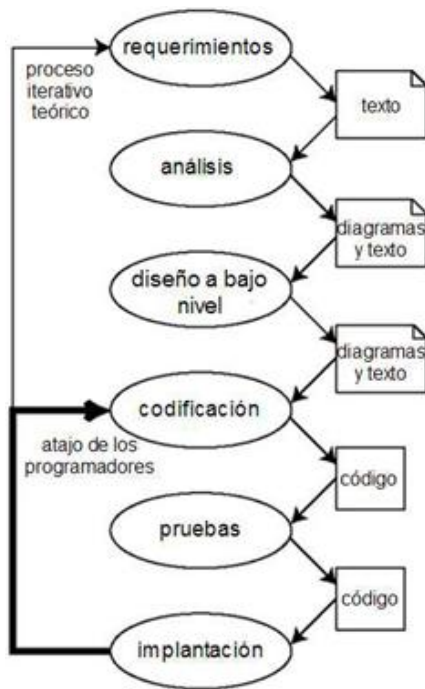 requerimientos
proceso
iterativo
teórico
texto
análisis
diagramas
y texto
diseño a bajo
nivel
diagramas
y texto
codificación
atajo de los
programadores
código
pruebas
código
implantación